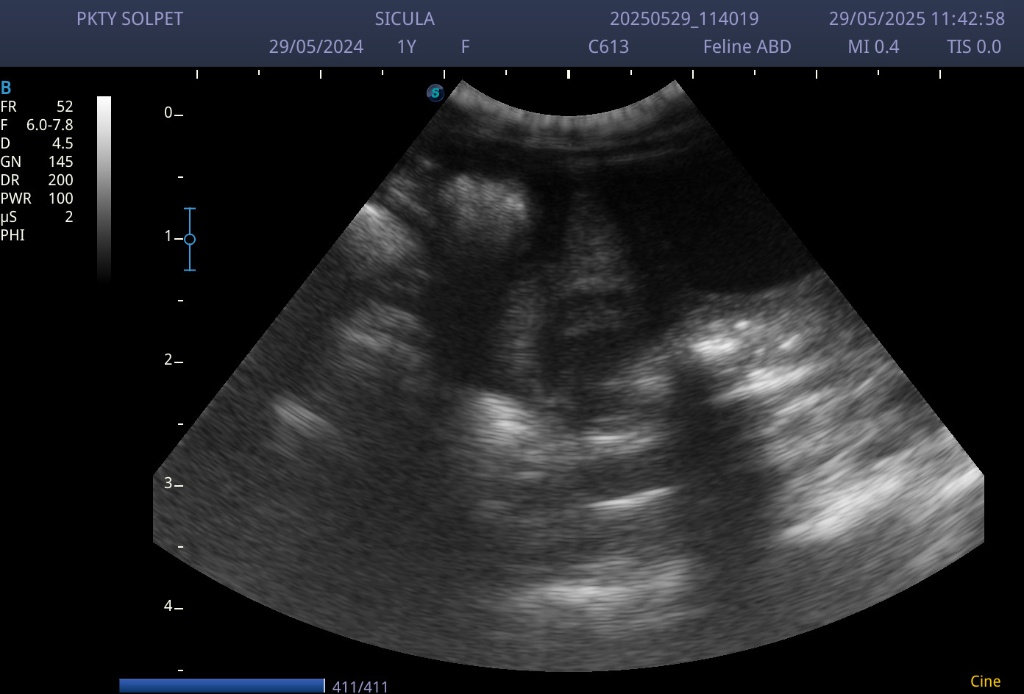 PKTY SOLPET SICULA 20250529_114019 29/05/2025 11:42:58
29/05/2024 1Y F C613 Feline ABD MI 0.4 TIS 0.0
B
FR 52
F 6.0-7.8
D 4.5
GN 145
DR 200
PWR 100
µS 2
PHI
S
0
1
2
3
4
411/411
Cine